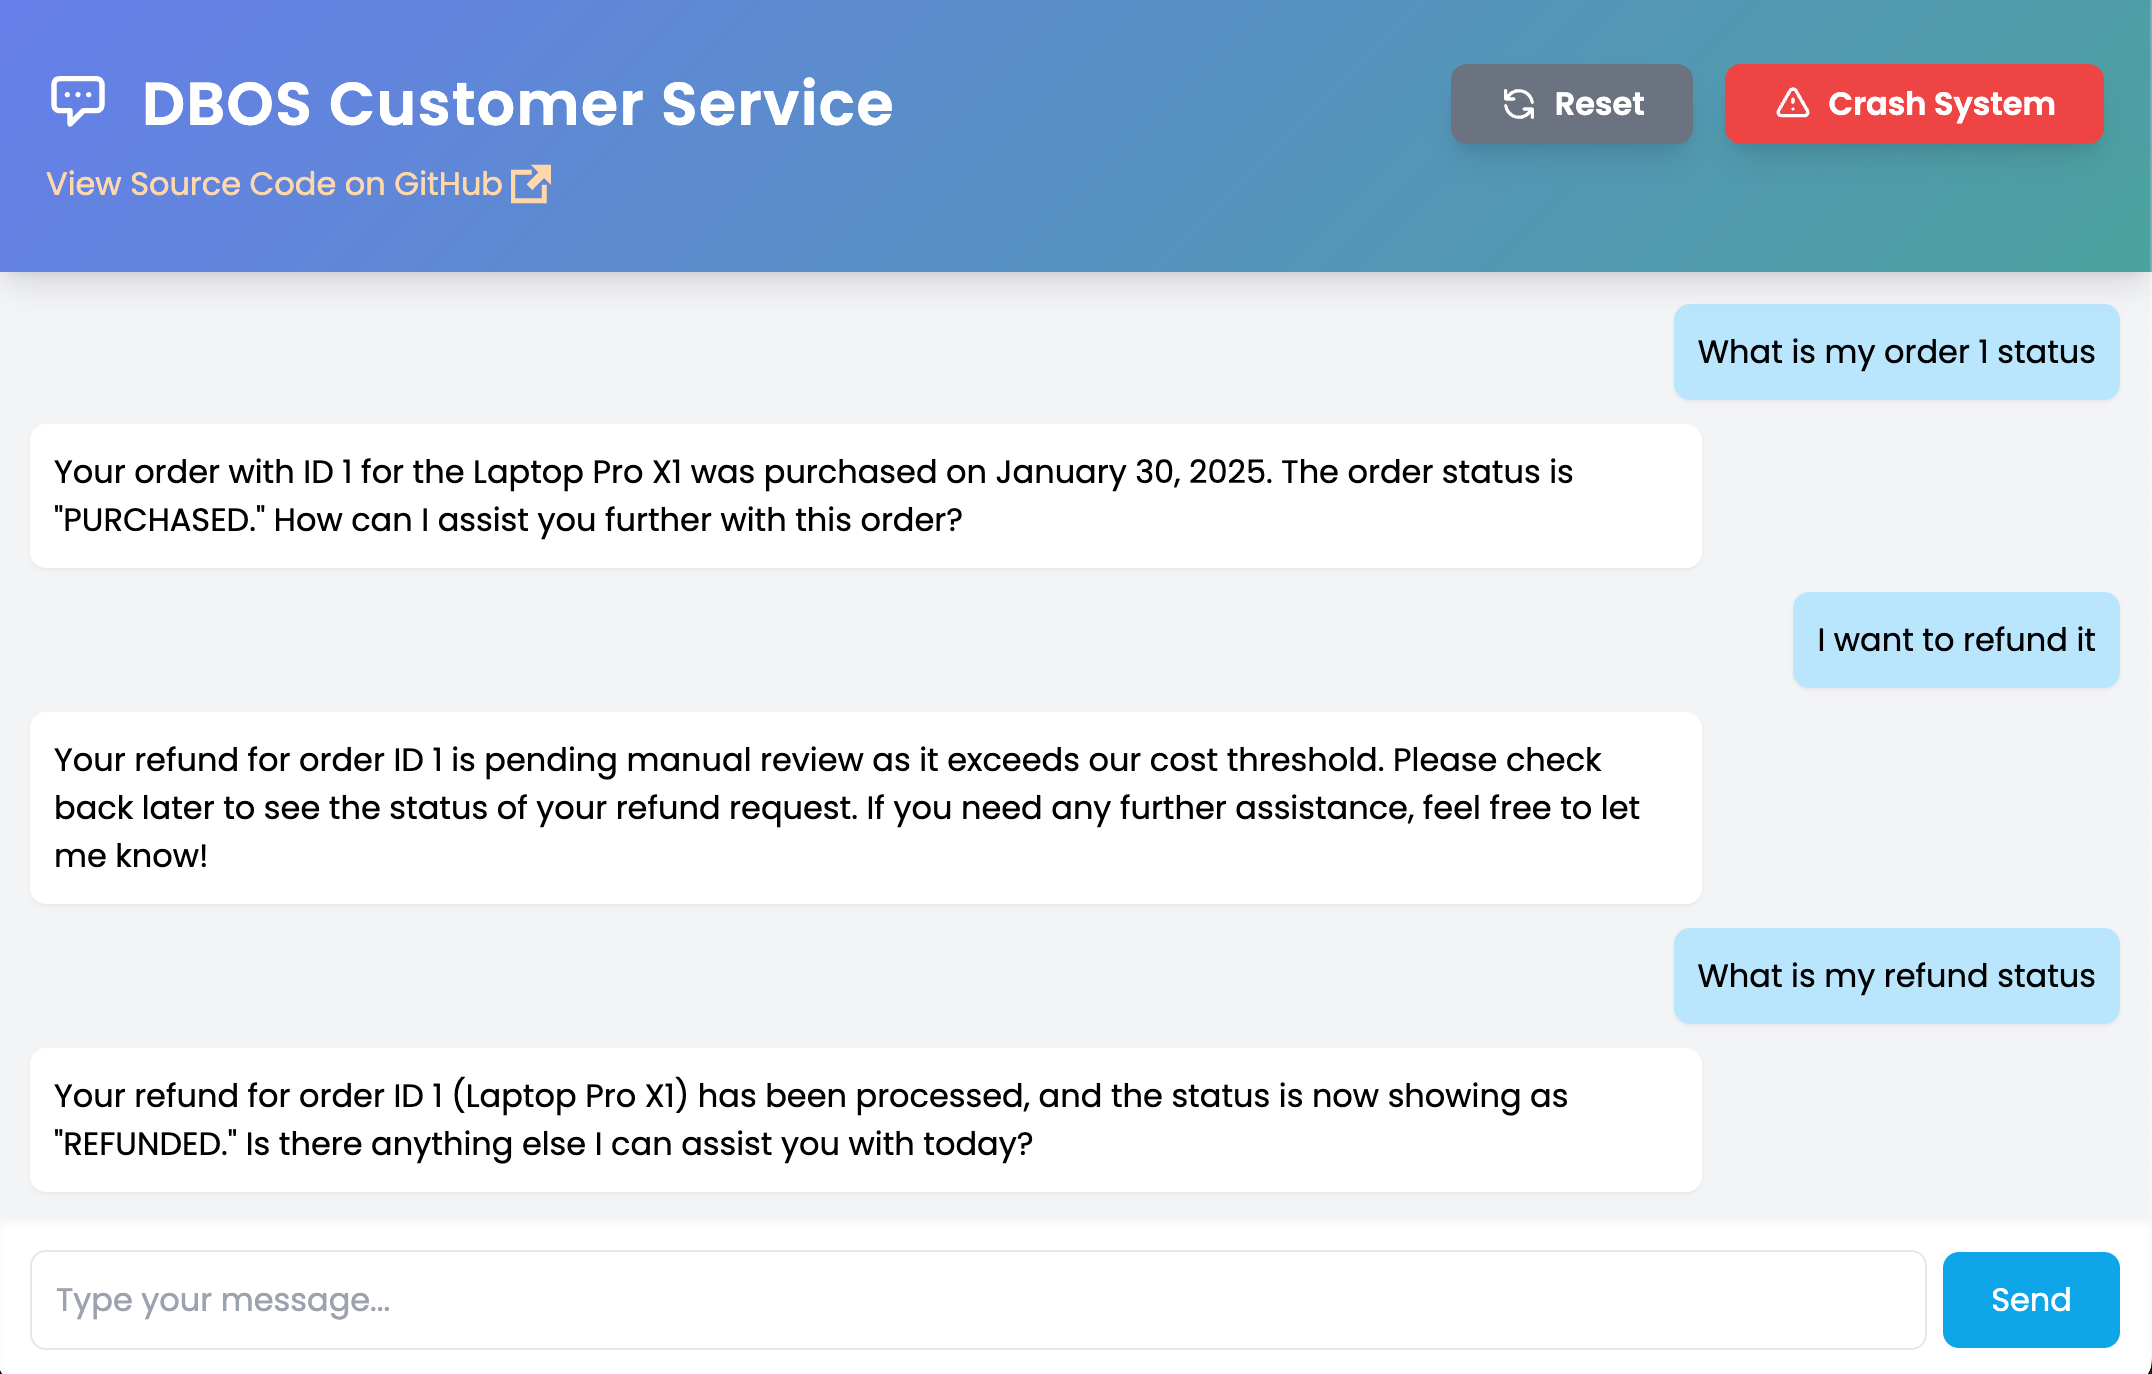 DBOS Customer Service
Reset
Crash System
View Source Code on GitHub
What is my order 1 status
Your order with ID 1 for the Laptop Pro X1 was purchased on January 30, 2025. The order status is
"PURCHASED." How can I assist you further with this order?
I want to refund it
Your refund for order ID 1 is pending manual review as it exceeds our cost threshold. Please check
back later to see the status of your refund request. If you need any further assistance, feel free to let
me know!
What is my refund status
Your refund for order ID 1 (Laptop Pro X1) has been processed, and the status is now showing as
"REFUNDED." Is there anything else I can assist you with today?
Type your message...
Send